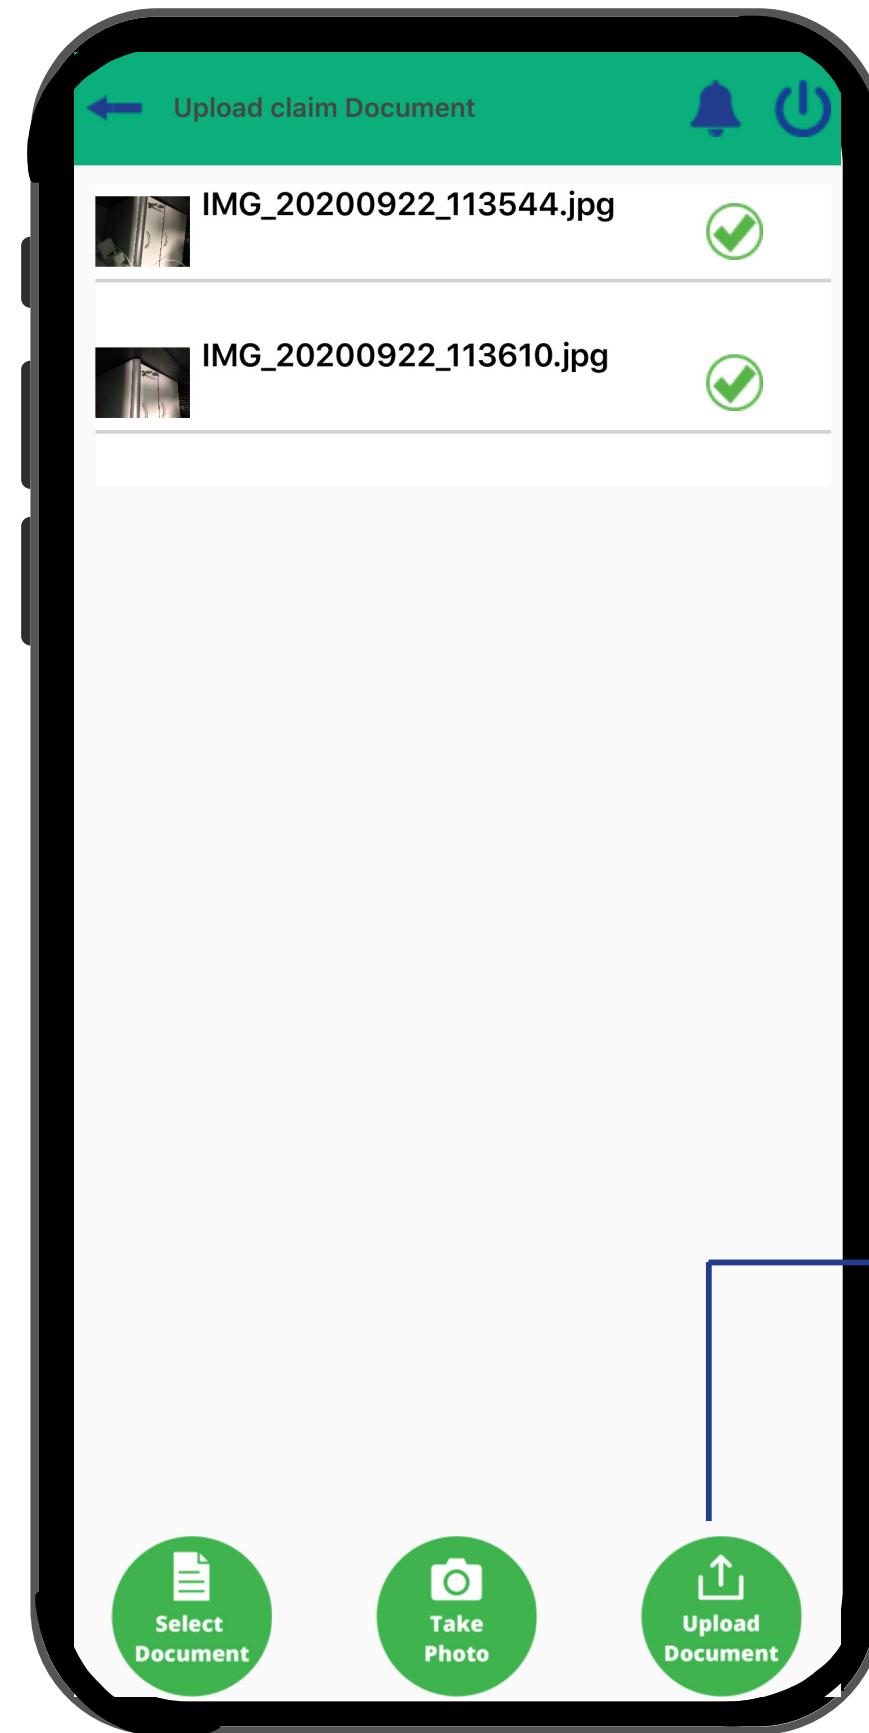 Upload claim Document
IMG_20200922_113544.jpg
IMG_20200922_113610.jpg
Select
Document
Take
Photo
Upload
Document